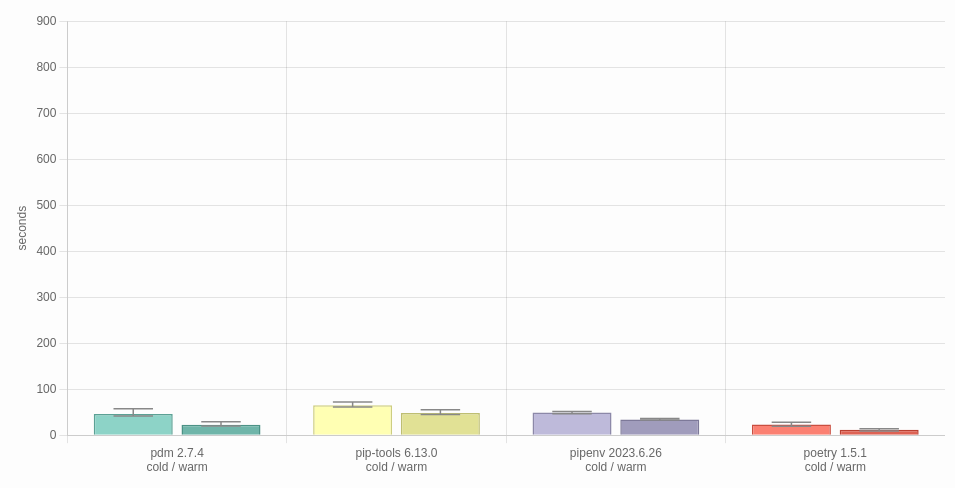 900
800
700
600
500
400
300
200
100
0
seconds
pdm 2.7.4
cold / warm
pip-tools 6.13.0
cold / warm
pipenv 2023.6.26
cold / warm
poetry 1.5.1
cold / warm